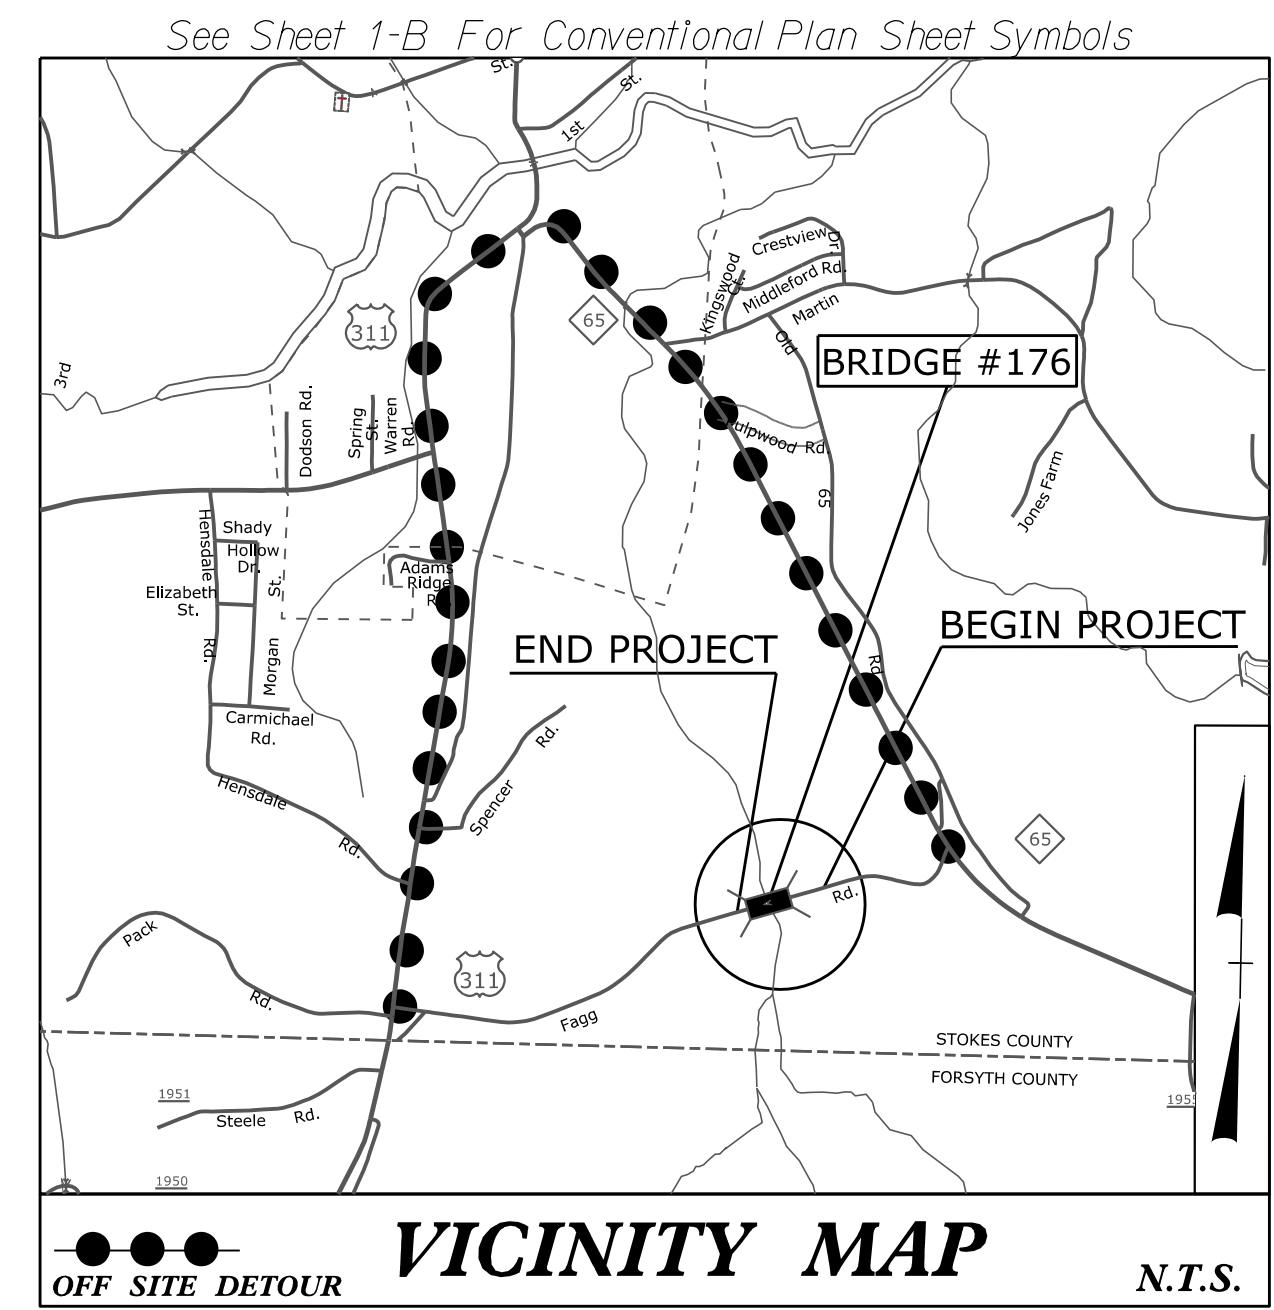 See Sheet 1-B For Conventional Plan Sheet Symbols
St.
St.
1st
Crestview
Dr.
Kingswood
Ct.
Middleford Rd.
Martin
311
65
Old
BRIDGE #176
3rd
Dodson Rd.
Spring
St.
Warren
Rd.
Rd.
65
Jones Farm
Hensdale
Shady
Hollow
Dr.
Adams
Ridge
Elizabeth
St.
St.
BEGIN PROJECT
END PROJECT
Rd.
Morgan
Rd
Carmichael
Rd.
Rd.
Hensdale
Spencer
Rd.
65
Rd.
Pack
Rd.
311
Fagg
STOKES COUNTY
FORSYTH COUNTY
1951
1955
Steele Rd.
1950
VICINITY MAP
OFF SITE DETOUR
N.T.S.